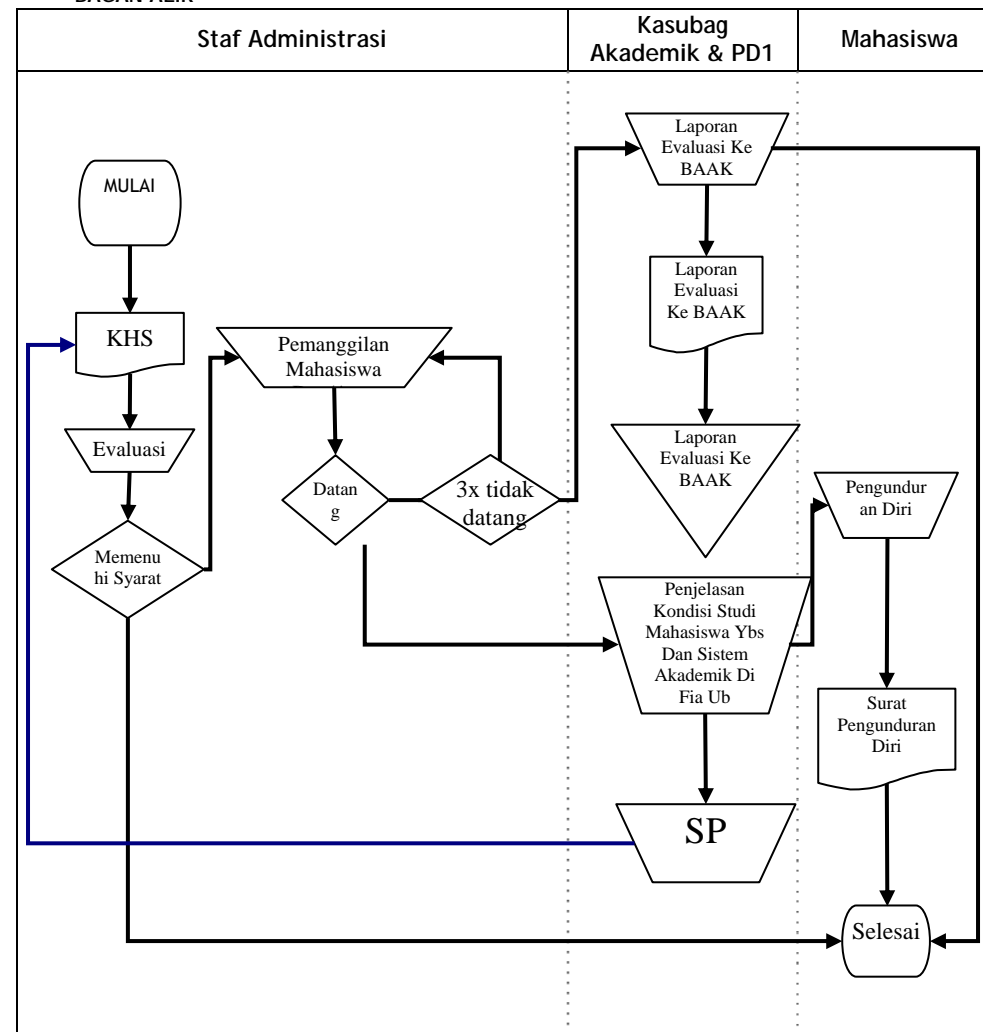 BAGAN ALIR
Staf Administrasi
Kasubag
Akademik & PD1
Mahasiswa
MULAI
KHS
Evaluasi
Memenu
hi Syarat
Pemanggilan
Mahasiswa
Datan
g
3x tidak
datang
Laporan
Evaluasi Ke
BAAK
Laporan
Evaluasi
Ke BAAK
Laporan
Evaluasi Ke
BAAK
Penjelasan
Kondisi Studi
Mahasiswa Ybs
Dan Sistem
Akademik Di
Fia Ub
SP
Pengundur
an Diri
Surat
Pengunduran
Diri
Selesai